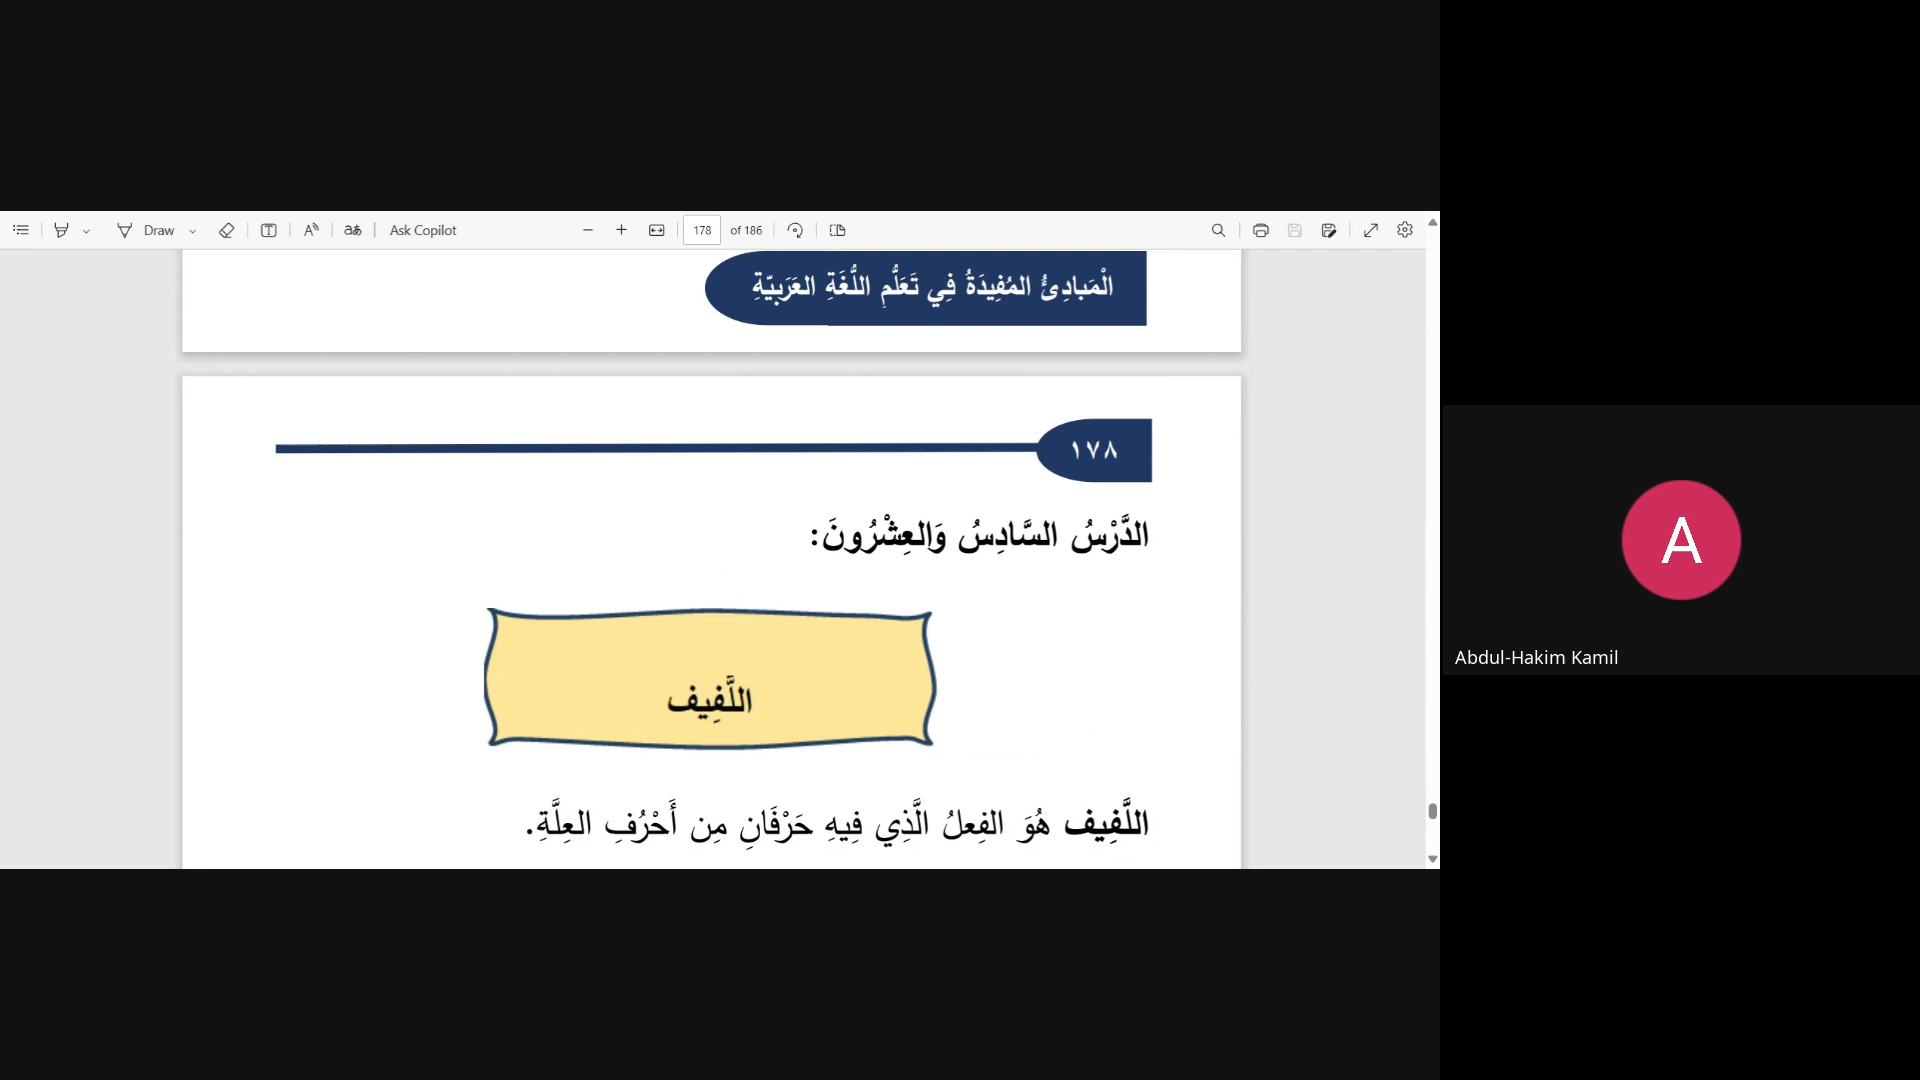 Draw
Ask Copilot
178
of 186
الْمَبادِئُ المُفِيدَةُ فِي تَعَلُّمِ اللُّغَةِ العَرَبِيّةِ
١٧٨
الدَّرْسُ السَّادِسُ وَالعِشْرُونَ:
اللَّفِيف
اللَّفِيف هُوَ الفِعلُ الَّذِي فِيهِ حَرْفَانِ مِن أَحْرُفِ العِلَّةِ.
A
Abdul-Hakim Kamil